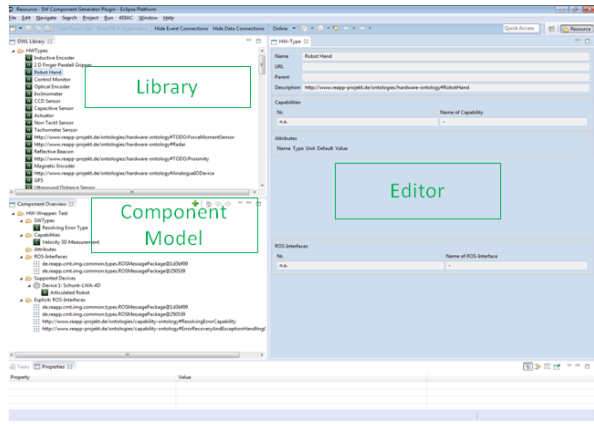 Resource - SW Component Generator Plugin - Eclipse Platform
File Edit Navigate Search Project Run 4DIAC Window Help
Hide Event Connections Hide Data Connections Online
Quick Access
Resource
OWL Library
HWTypes
Inductive Encoder
2 D Finger Parallel Gripper
Robot Hand
Control Monitor
Optical Encoder
Inclinometer
CCD Sensor
Capacitive Sensor
Actuator
Non Tactil Sensor
Tachometer Sensor
http://www.reapp-projekt.de/ontologies/hardware-ontology#TODO:ForceMomentSensor
http://www.reapp-projekt.de/ontologies/hardware-ontology#Radar
Reflective Beacon
http://www.reapp-projekt.de/ontologies/hardware-ontology#TODO:Proximity
Magnetic Encoder
http://www.reapp-projekt.de/ontologies/hardware-ontology#AnalogueIODevice
GPS
Ultrasound Distance Sensor
Library
Component Overview
HW-Wrapper: Test
SWTypes
Resolving Error Type
Capabilities
Velocity 3D Measurement
Attributes
ROS-Interfaces
de.reapp.cmt.img.common.types.ROSMessagePackage@1d3bf09
de.reapp.cmt.img.common.types.ROSMessagePackage@250539
Supported Devices
Device:1: Schunk-LWA-4D
Articulated Robot
Explicit ROS-Interfaces
de.reapp.cmt.img.common.types.ROSMessagePackage@1d3bf09
de.reapp.cmt.img.common.types.ROSMessagePackage@250539
http://www.reapp-projekt.de/ontologies/capability-ontology#ResolvingErrorCapability
http://www.reapp-projekt.de/ontologies/capability-ontology#ErrorRecoveryAndExceptionHandling
Component
Model
HW-Type
Name Robot Hand
URL
Parent
Description http://www.reapp-projekt.de/ontologies/hardware-ontology#RobotHand
Capabilities
Nr. Name of Capability
n.a. -
Attributes
Name Type Unit Default Value
Editor
ROS-Interfaces
Nr. Name of ROS-Interface
n.a. -
Tasks Properties
Property Value